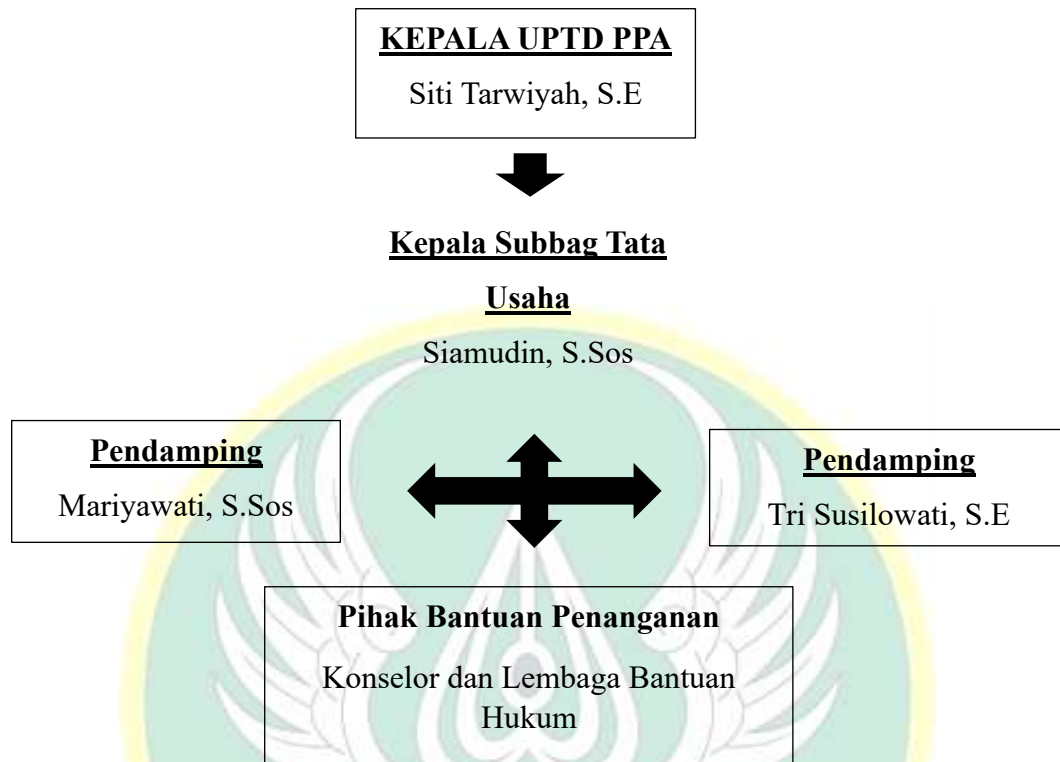 KEPALA UPTD PPA
Siti Tarwiyah, S.E
Kepala Subbag Tata
Usaha
Siamudin, S.Sos
Pendamping
Mariyawati, S.Sos
Pendamping
Tri Susilowati, S.E
Pihak Bantuan Penanganan
Konselor dan Lembaga Bantuan
Hukum